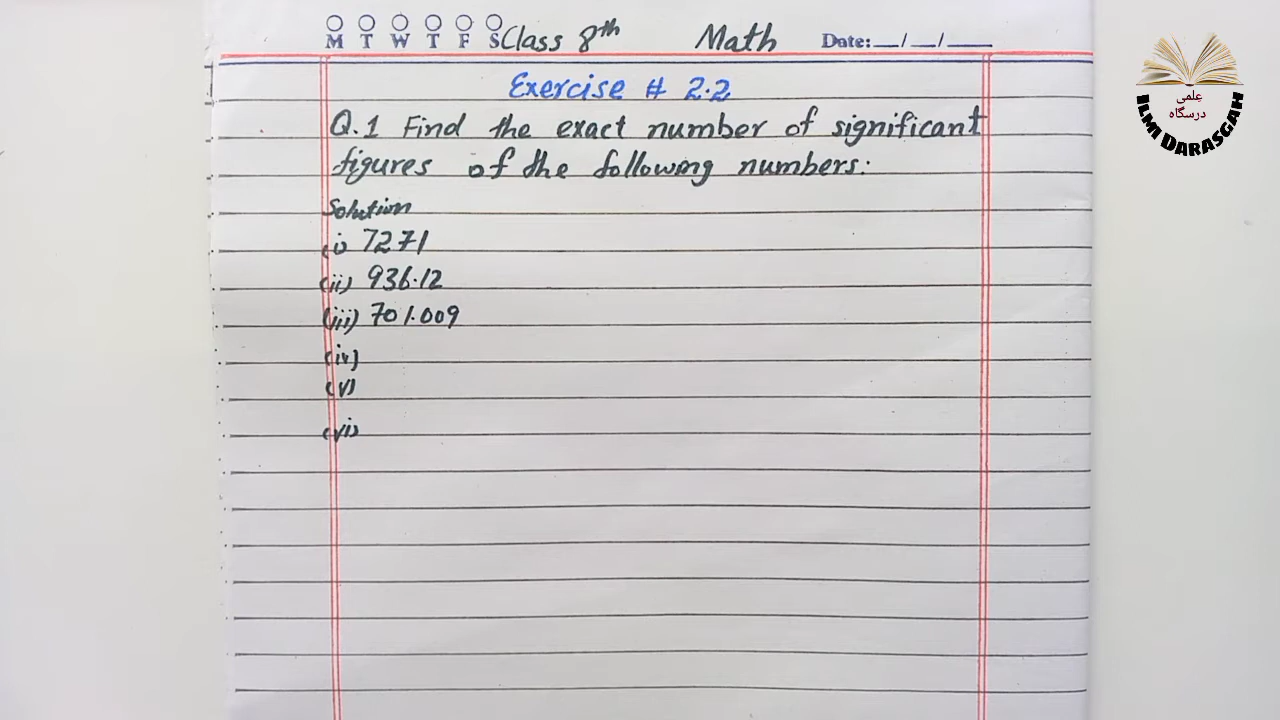 M T W T F S Class 8th Math Date: __/__/___
Exercise # 2.2
Q.1 Find the exact number of significant
figures of the following numbers:
Solution
(i) 7271
(ii) 936.12
(iii) 701.009
(iv)
(v)
(vi)
علمی
درسگاہ
ILMI DARASGAH